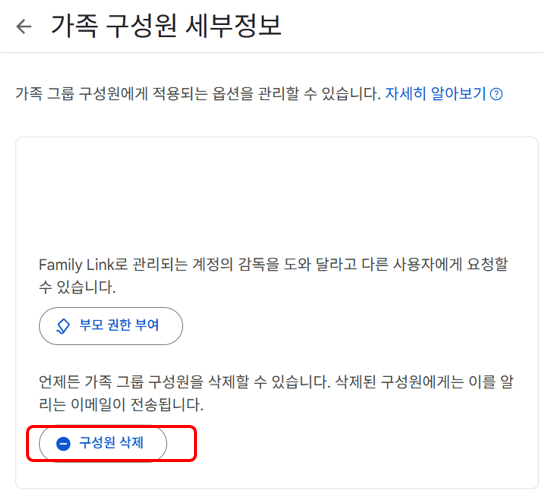 가족 구성원 세부정보
가족 그룹 구성원에게 적용되는 옵션을 관리할 수 있습니다. 자세히 알아보기
Family Link로 관리되는 계정의 감독을 도와 달라고 다른 사용자에게 요청할
수 있습니다.
부모 권한 부여
언제든 가족 그룹 구성원을 삭제할 수 있습니다. 삭제된 구성원에게는 이를 알
리는 이메일이 전송됩니다.
구성원 삭제